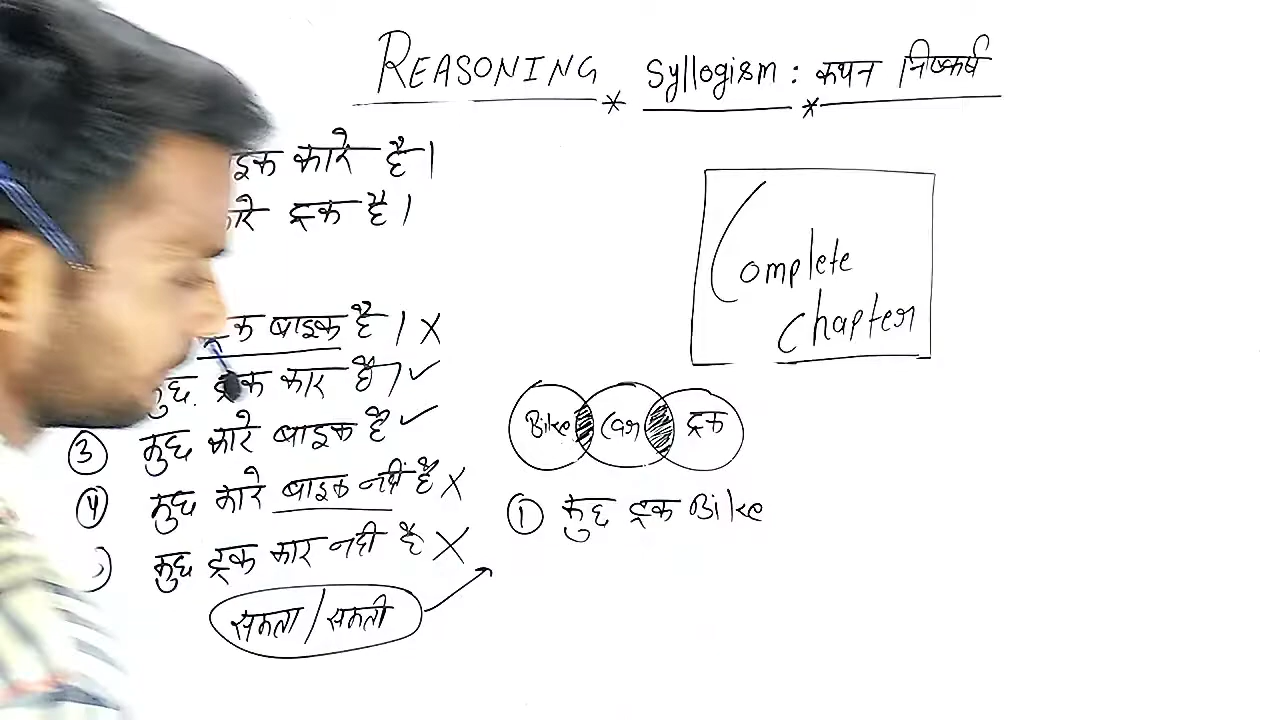 REASONING * Syllogism : कथन निष्कर्ष
कारे है।
ट्रक है।
बाइक है। X
कुछ ट्रक कार है। ✓
③ कुछ कारे बाइक है ✓
④ कुछ कारे बाइक नहीं है X
कुछ ट्रक कार नही है X
सकता / सकती
Complete
chapter
Bike Car ट्रक
① कुछ ट्रक Bike